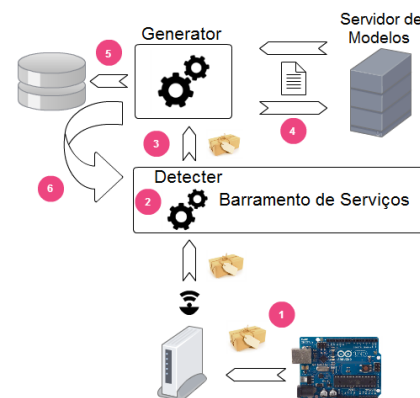 Generator
Servidor de
Modelos
5
3
4
6
Detecter
2
Barramento de Serviços
1